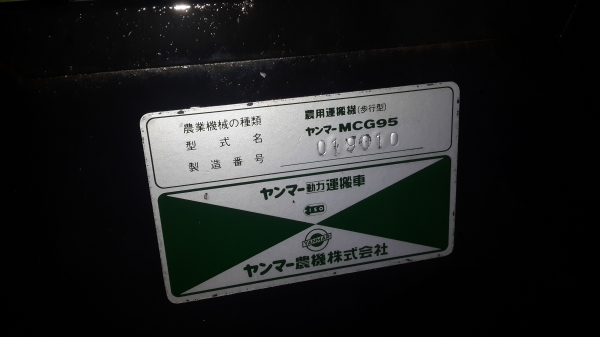 農業機械の種類 農用運搬機(歩行型)
型式名 ヤンマーMCG95
製造番号 019010
ヤンマー動力運搬車
ヤンマー農機株式会社